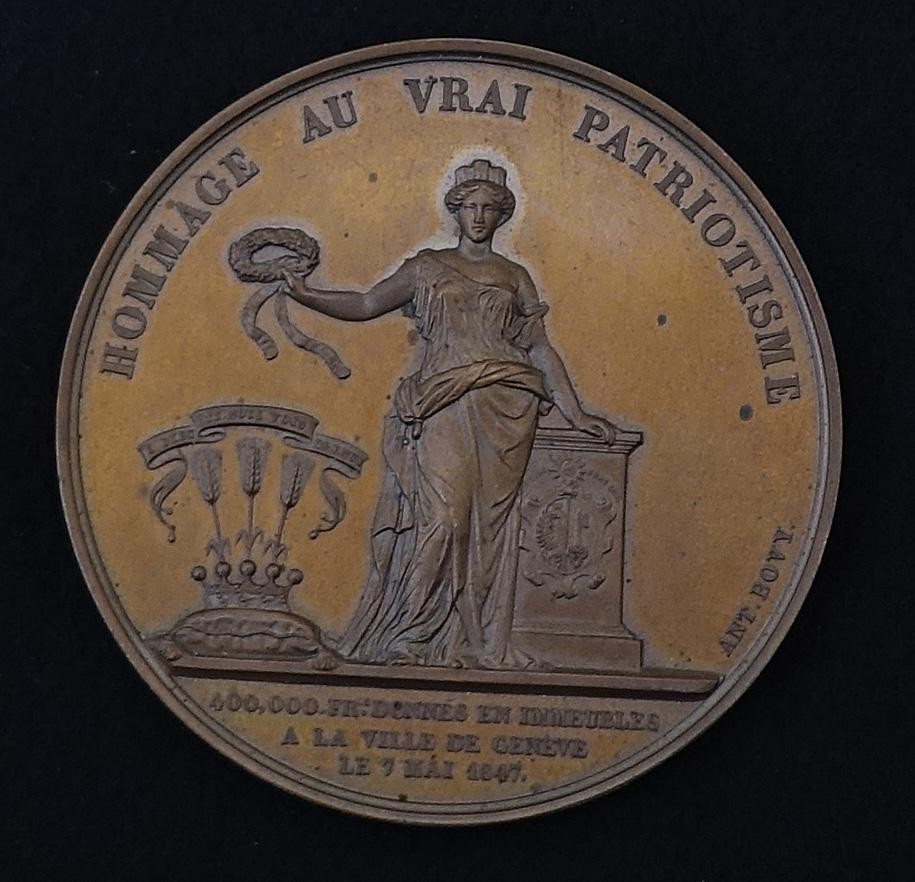 HOMMAGE AU VRAI PATRIOTISME
ANT. BOVY.
400,000. FRS. DONNÉS EN IMMEUBLES
A LA VILLE DE GENÈVE
LE 7 MAI 1847.